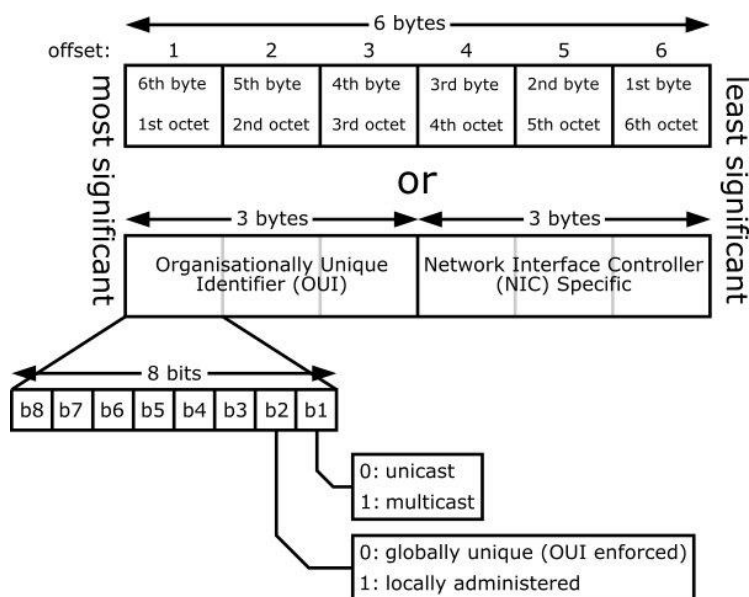 6 bytes
offset: 1 2 3 4 5 6
most significant
least significant
6th byte 5th byte 4th byte 3rd byte 2nd byte 1st byte
1st octet 2nd octet 3rd octet 4th octet 5th octet 6th octet
or
3 bytes 3 bytes
Organisationally Unique
Identifier (OUI)
Network Interface Controller
(NIC) Specific
8 bits
b8 b7 b6 b5 b4 b3 b2 b1
0: unicast
1: multicast
0: globally unique (OUI enforced)
1: locally administered